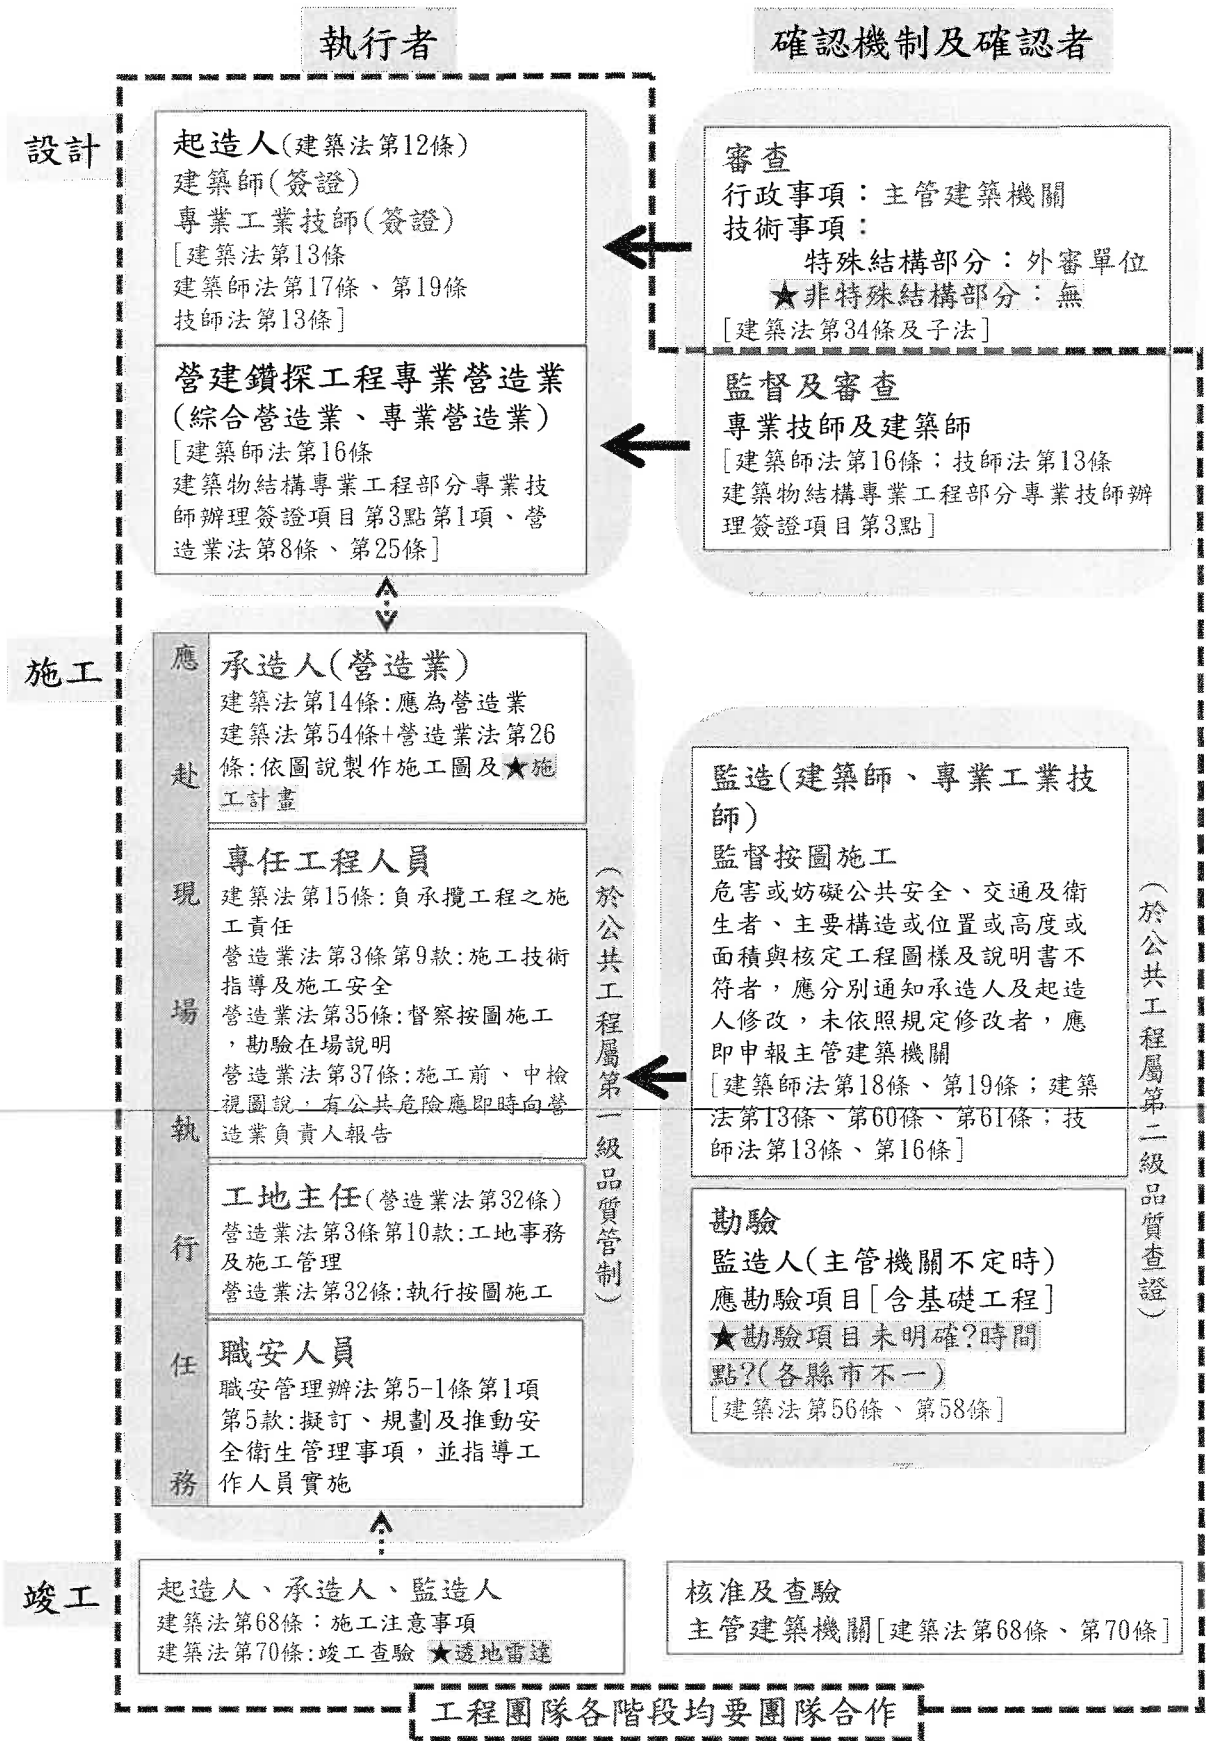 執行者
確認機制及確認者
設計
起造人(建築法第12條)
建築師(簽證)
專業工業技師(簽證)
[建築法第13條
建築師法第17條、第19條
技師法第13條]
審查
行政事項：主管建築機關
技術事項：
特殊結構部分：外審單位
★非特殊結構部分：無
[建築法第34條及子法]
營建鑽探工程專業營造業
(綜合營造業、專業營造業)
[建築師法第16條
建築物結構專業工程部分專業技
師辦理簽證項目第3點第1項、營
造業法第8條、第25條]
監督及審查
專業技師及建築師
[建築師法第16條；技師法第13條
建築物結構專業工程部分專業技師辦
理簽證項目第3點]
施工
應赴現場執行任務
承造人(營造業)
建築法第14條:應為營造業
建築法第54條+營造業法第26
條:依圖說製作施工圖及★施
工計畫
專任工程人員
建築法第15條:負承攬工程之施
工責任
營造業法第3條第9款:施工技術
指導及施工安全
營造業法第35條:督察按圖施工
，勘驗在場說明
營造業法第37條:施工前、中檢
視圖說，有公共危險應即時向營
造業負責人報告
工地主任(營造業法第32條)
營造業法第3條第10款:工地事務
及施工管理
營造業法第32條:執行按圖施工
職安人員
職安管理辦法第5-1條第1項
第5款:擬訂、規劃及推動安
全衛生管理事項，並指導工
作人員實施
（於公共工程屬第一級品質管制）
監造(建築師、專業工業技
師)
監督按圖施工
危害或妨礙公共安全、交通及衛
生者、主要構造或位置或高度或
面積與核定工程圖樣及說明書不
符者，應分別通知承造人及起造
人修改，未依照規定修改者，應
即申報主管建築機關
[建築師法第18條、第19條；建築
法第13條、第60條、第61條；技
師法第13條、第16條]
勘驗
監造人(主管機關不定時)
應勘驗項目[含基礎工程]
★勘驗項目未明確?時間
點?(各縣市不一)
[建築法第56條、第58條]
（於公共工程屬第二級品質查證）
竣工
起造人、承造人、監造人
建築法第68條：施工注意事項
建築法第70條:竣工查驗 ★透地雷達
核准及查驗
主管建築機關[建築法第68條、第70條]
工程團隊各階段均要團隊合作